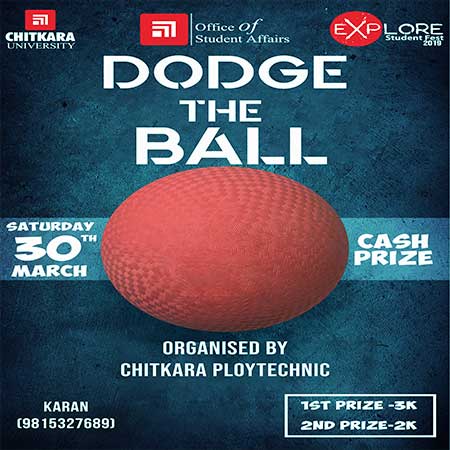 CHITKARA
UNIVERSITY
Office of
Student Affairs
EXPLORE
Student Fest
2019
DODGE
THE
BALL
SATURDAY
30TH
MARCH
CASH
PRIZE
ORGANISED BY
CHITKARA PLOYTECHNIC
KARAN
(9815327689)
1ST PRIZE -3K
2ND PRIZE-2K